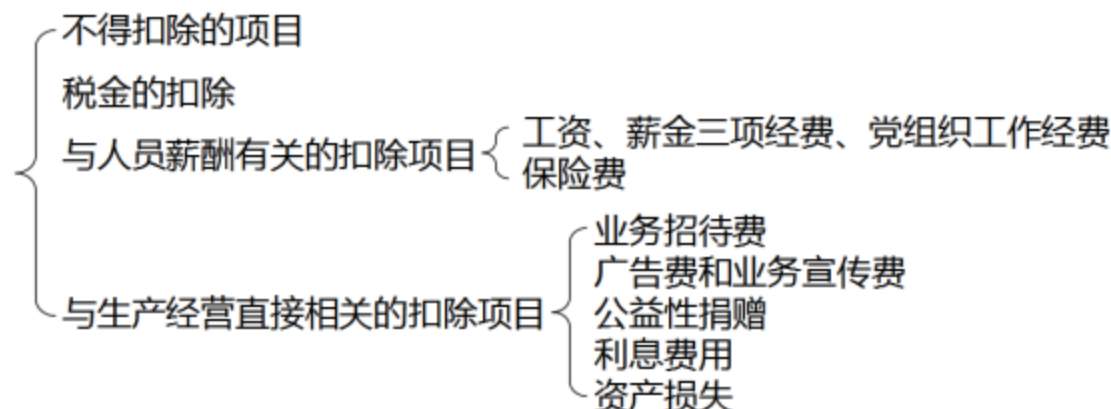 不得扣除的项目
税金的扣除
与人员薪酬有关的扣除项目
工资、薪金三项经费、党组织工作经费
保险费
与生产经营直接相关的扣除项目
业务招待费
广告费和业务宣传费
公益性捐赠
利息费用
资产损失